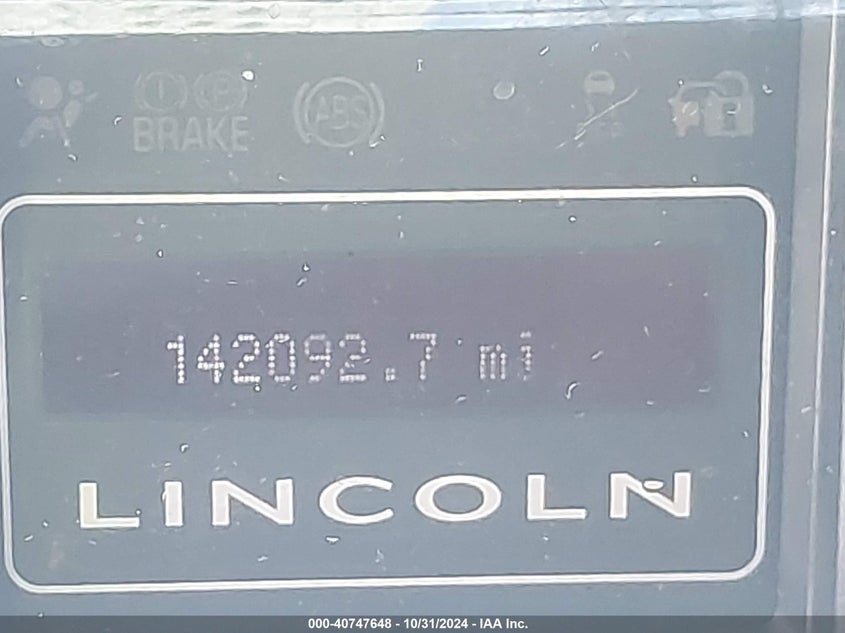 BRAKE
ABS
142092.7 mi
LINCOLN
000-40747648 - 10/31/2024 - IAA Inc.